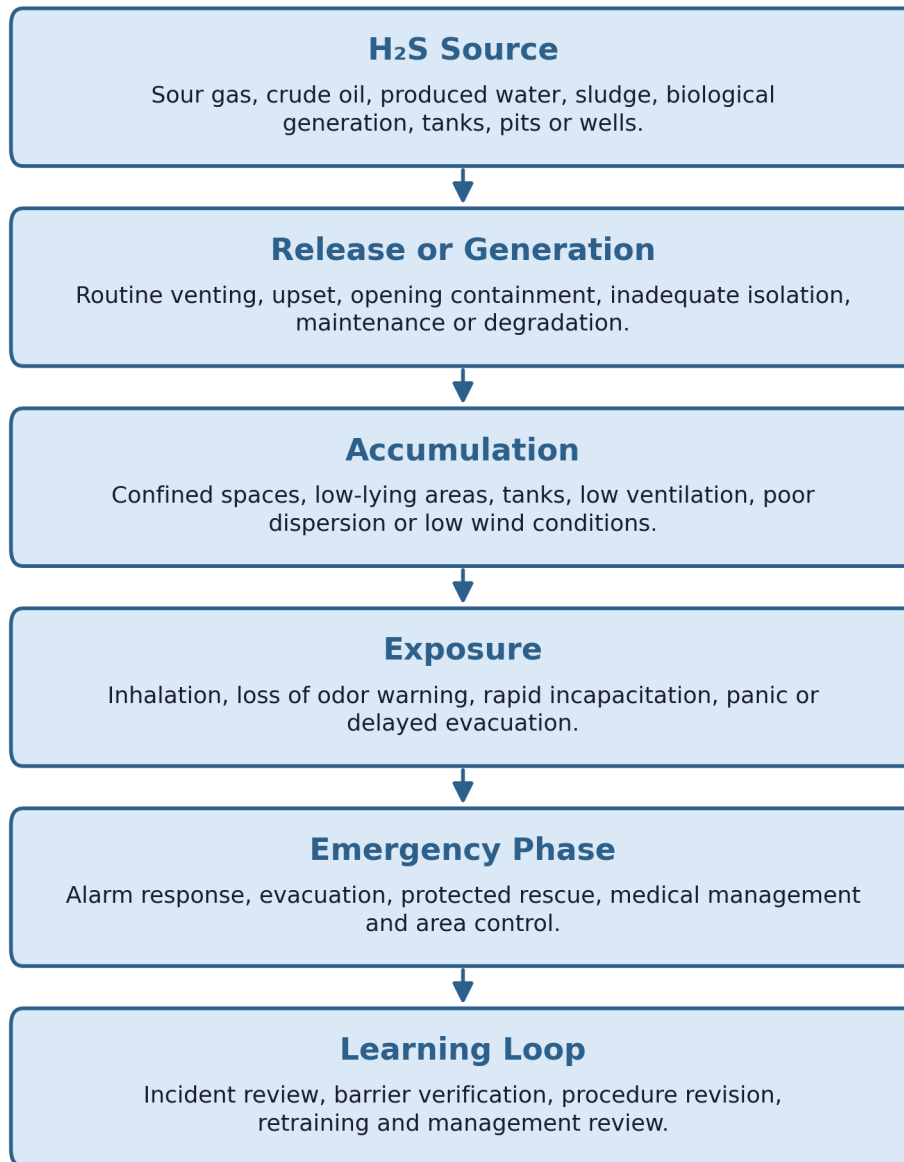 H₂S Source
Sour gas, crude oil, produced water, sludge, biological
generation, tanks, pits or wells.
Release or Generation
Routine venting, upset, opening containment, inadequate isolation,
maintenance or degradation.
Accumulation
Confined spaces, low-lying areas, tanks, low ventilation, poor
dispersion or low wind conditions.
Exposure
Inhalation, loss of odor warning, rapid incapacitation, panic or
delayed evacuation.
Emergency Phase
Alarm response, evacuation, protected rescue, medical management
and area control.
Learning Loop
Incident review, barrier verification, procedure revision,
retraining and management review.